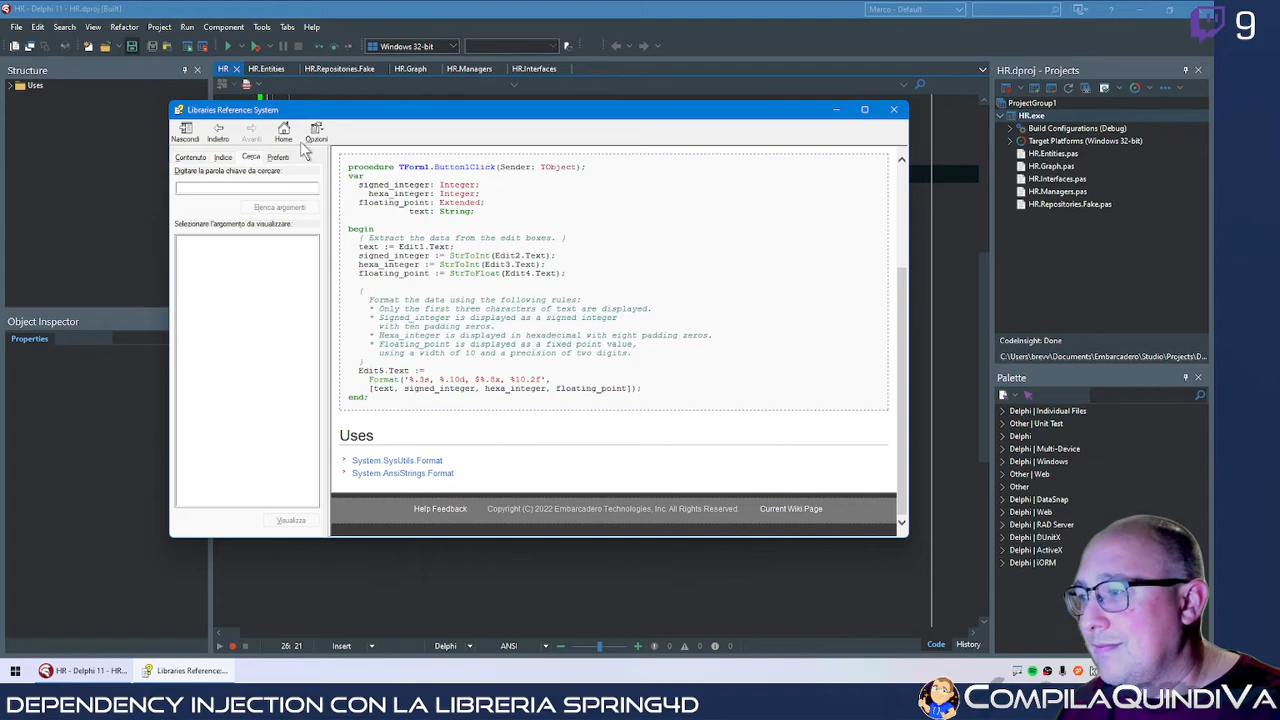 HR - Delphi 11 - HR.dproj [Built]
Marco - Default
9
File Edit Search View Refactor Project Run Component Tools Tabs Help
Windows 32-bit
Structure
HR HR.Entities HR.Repositories.Fake HR.Graph HR.Managers HR.Interfaces
HR.dproj - Projects
Uses
ProjectGroup1
HR.exe
Build Configurations (Debug)
Target Platforms (Windows 32-bit)
HR.Entities.pas
HR.Graph.pas
HR.Interfaces.pas
HR.Managers.pas
HR.Repositories.Fake.pas
Libraries Reference: System
Nascondi Indietro Avanti Home Opzioni
Contenuto Indice Cerca Preferiti
Digitare la parola chiave da cercare:
Elenca argomenti
Selezionare l'argomento da visualizzare:
Visualizza
procedure TForm1.Button1Click(Sender: TObject);
var
signed_integer: Integer;
hexa_integer: Integer;
floating_point: Extended;
text: String;
begin
{ Extract the data from the edit boxes. }
text := Edit1.Text;
signed_integer := StrToInt(Edit2.Text);
hexa_integer := StrToInt(Edit3.Text);
floating_point := StrToFloat(Edit4.Text);
{
Format the data using the following rules:
* Only the first three characters of text are displayed.
* Signed_integer is displayed as a signed integer
with ten padding zeros.
* Hexa_integer is displayed in hexadecimal with eight padding zeros.
* Floating_point is displayed as a fixed point value,
using a width of 10 and a precision of two digits.
}
Edit5.Text :=
Format('%.3s, %.10d, $%.8x, %10.2f',
[text, signed_integer, hexa_integer, floating_point]);
end;
Uses
System.SysUtils.Format
System.AnsiStrings.Format
Help Feedback Copyright (C) 2022 Embarcadero Technologies, Inc. All Rights Reserved. Current Wiki Page
Object Inspector
Properties
CodeInsight: Done
C:\Users\brevv\Documents\Embarcadero\Studio\Projects\D...
Palette
Delphi | Individual Files
Other | Unit Test
Delphi
Delphi | Multi-Device
Delphi | Windows
Other | Web
Other
Delphi | DataSnap
Delphi | Web
Delphi | RAD Server
Delphi | DUnitX
Delphi | ActiveX
Delphi | iORM
26: 21 Insert Delphi ANSI 0 0 0
Code History
HR - Delphi 11 - HR... Libraries Reference:...
DEPENDENCY INJECTION CON LA LIBRERIA SPRING4D
COMPILAQUINDIVA